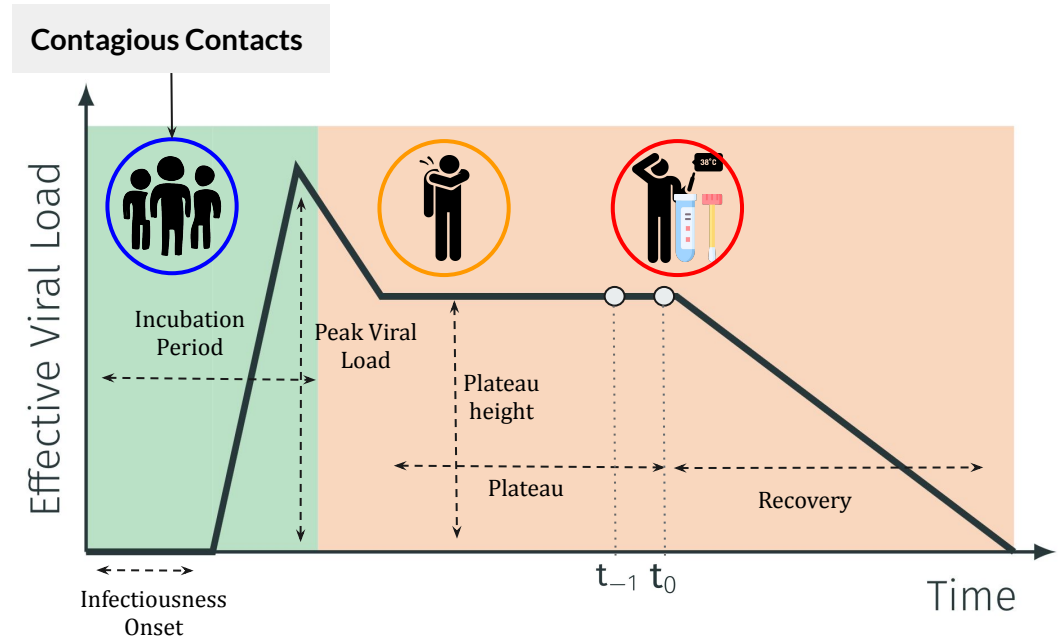 Contagious Contacts
Effective Viral Load
38°C
Incubation
Period
Peak Viral
Load
Plateau
height
Plateau
Recovery
t₋₁ t₀
Infectiousness
Onset
Time